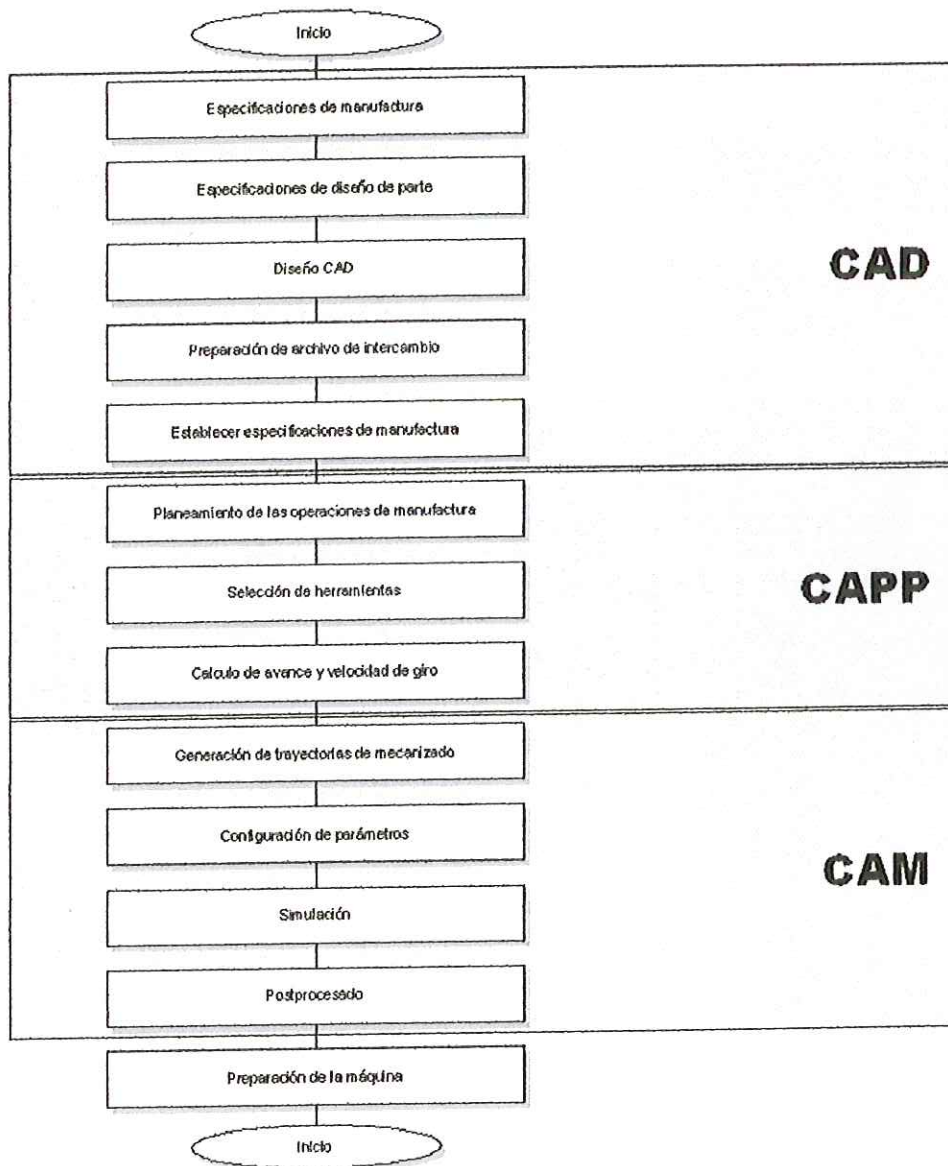 Inicio
Especificaciones de manufactura
Especificaciones de diseño de parte
Diseño CAD
Preparación de archivo de intercambio
Establecer especificaciones de manufactura
CAD
Planeamiento de las operaciones de manufactura
Selección de herramientas
Calculo de avance y velocidad de giro
CAPP
Generación de trayectorias de mecanizado
Configuración de parámetros
Simulación
Postprocesado
CAM
Preparación de la máquina
Inicio